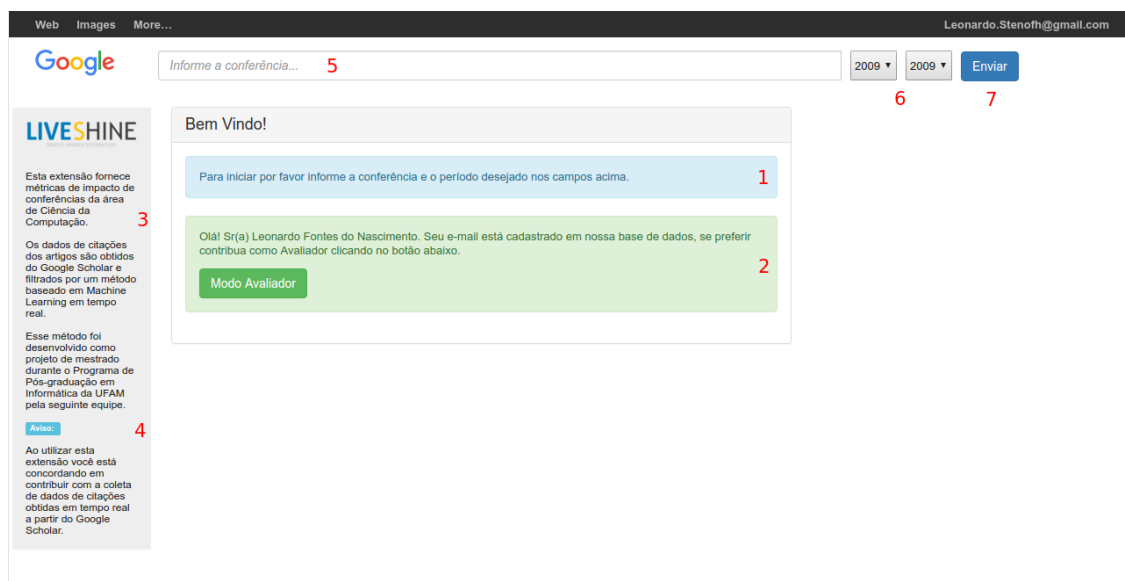 Web Images More... Leonardo.Stenofh@gmail.com
Google Informe a conferência... 5 2009 2009 Enviar
6 7
LIVESHINE
Esta extensão fornece
métricas de impacto de
conferências da área
de Ciência da
Computação. 3
Os dados de citações
dos artigos são obtidos
do Google Scholar e
filtrados por um método
baseado em Machine
Learning em tempo
real.
Esse método foi
desenvolvido como
projeto de mestrado
durante o Programa de
Pós-graduação em
Informática da UFAM
pela seguinte equipe.
Aviso: 4
Ao utilizar esta
extensão você está
concordando em
contribuir com a coleta
de dados de citações
obtidas em tempo real
a partir do Google
Scholar.
Bem Vindo!
Para iniciar por favor informe a conferência e o período desejado nos campos acima. 1
Olá! Sr(a) Leonardo Fontes do Nascimento. Seu e-mail está cadastrado em nossa base de dados, se preferir
contribua como Avaliador clicando no botão abaixo. 2
Modo Avaliador